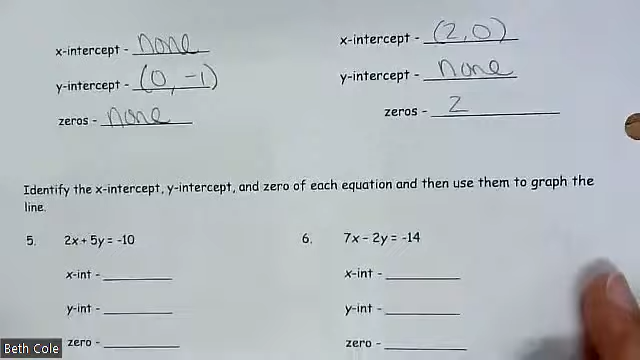 x-intercept - none
y-intercept - (0, -1)
zeros - none
x-intercept - (2,0)
y-intercept - none
zeros - 2
Identify the x-intercept, y-intercept, and zero of each equation and then use them to graph the
line.
5. 2x + 5y = -10
x-int -
y-int -
zero -
6. 7x - 2y = -14
x-int -
y-int -
zero -
Beth Cole